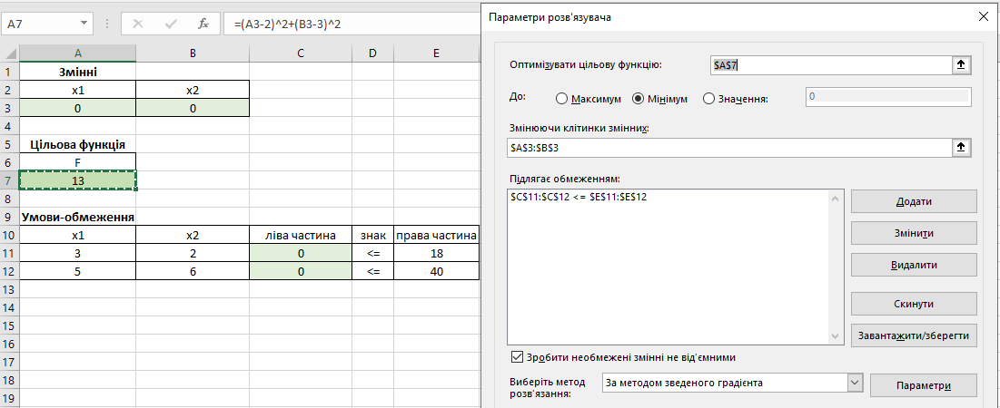 A7 fx =(A3-2)^2+(B3-3)^2
A B C D E
1 Змінні
2 x1 x2
3 0 0
4
5 Цільова функція
6 F
7 13
8
9 Умови-обмеження
10 x1 x2 ліва частина знак права частина
11 3 2 0 <= 18
12 5 6 0 <= 40
13
14
15
16
17
18
19
Параметри розв'язувача
Оптимізувати цільову функцію: $A$7
До: Максимум Мінімум Значення: 0
Змінюючи клітинки змінних:
$A$3:$B$3
Підлягає обмеженням:
$C$11:$C$12 <= $E$11:$E$12
Додати
Змінити
Видалити
Скинути
Завантажити/зберегти
Зробити необмежені змінні не від'ємними
Виберіть метод розв'язання: За методом зведеного градієнта
Параметри